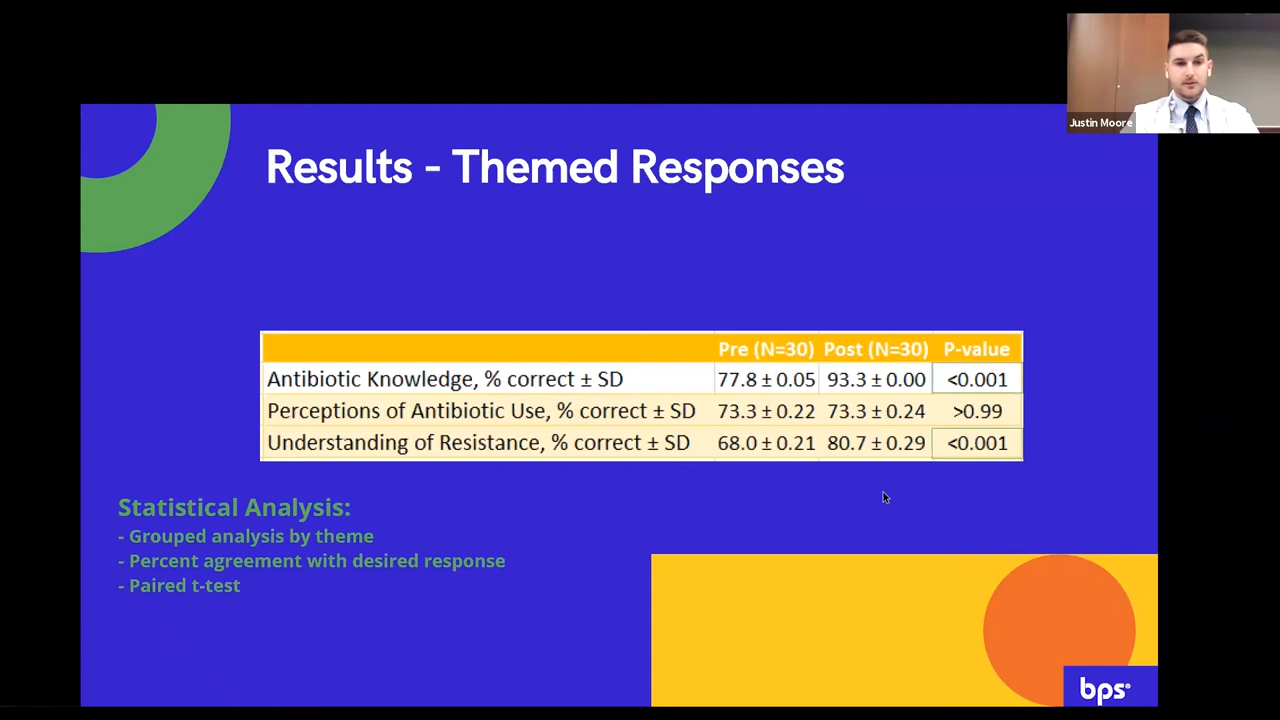 Justin Moore
Results - Themed Responses
Pre (N=30) Post (N=30) P-value
Antibiotic Knowledge, % correct ± SD 77.8 ± 0.05 93.3 ± 0.00 <0.001
Perceptions of Antibiotic Use, % correct ± SD 73.3 ± 0.22 73.3 ± 0.24 >0.99
Understanding of Resistance, % correct ± SD 68.0 ± 0.21 80.7 ± 0.29 <0.001
Statistical Analysis:
- Grouped analysis by theme
- Percent agreement with desired response
- Paired t-test
bps